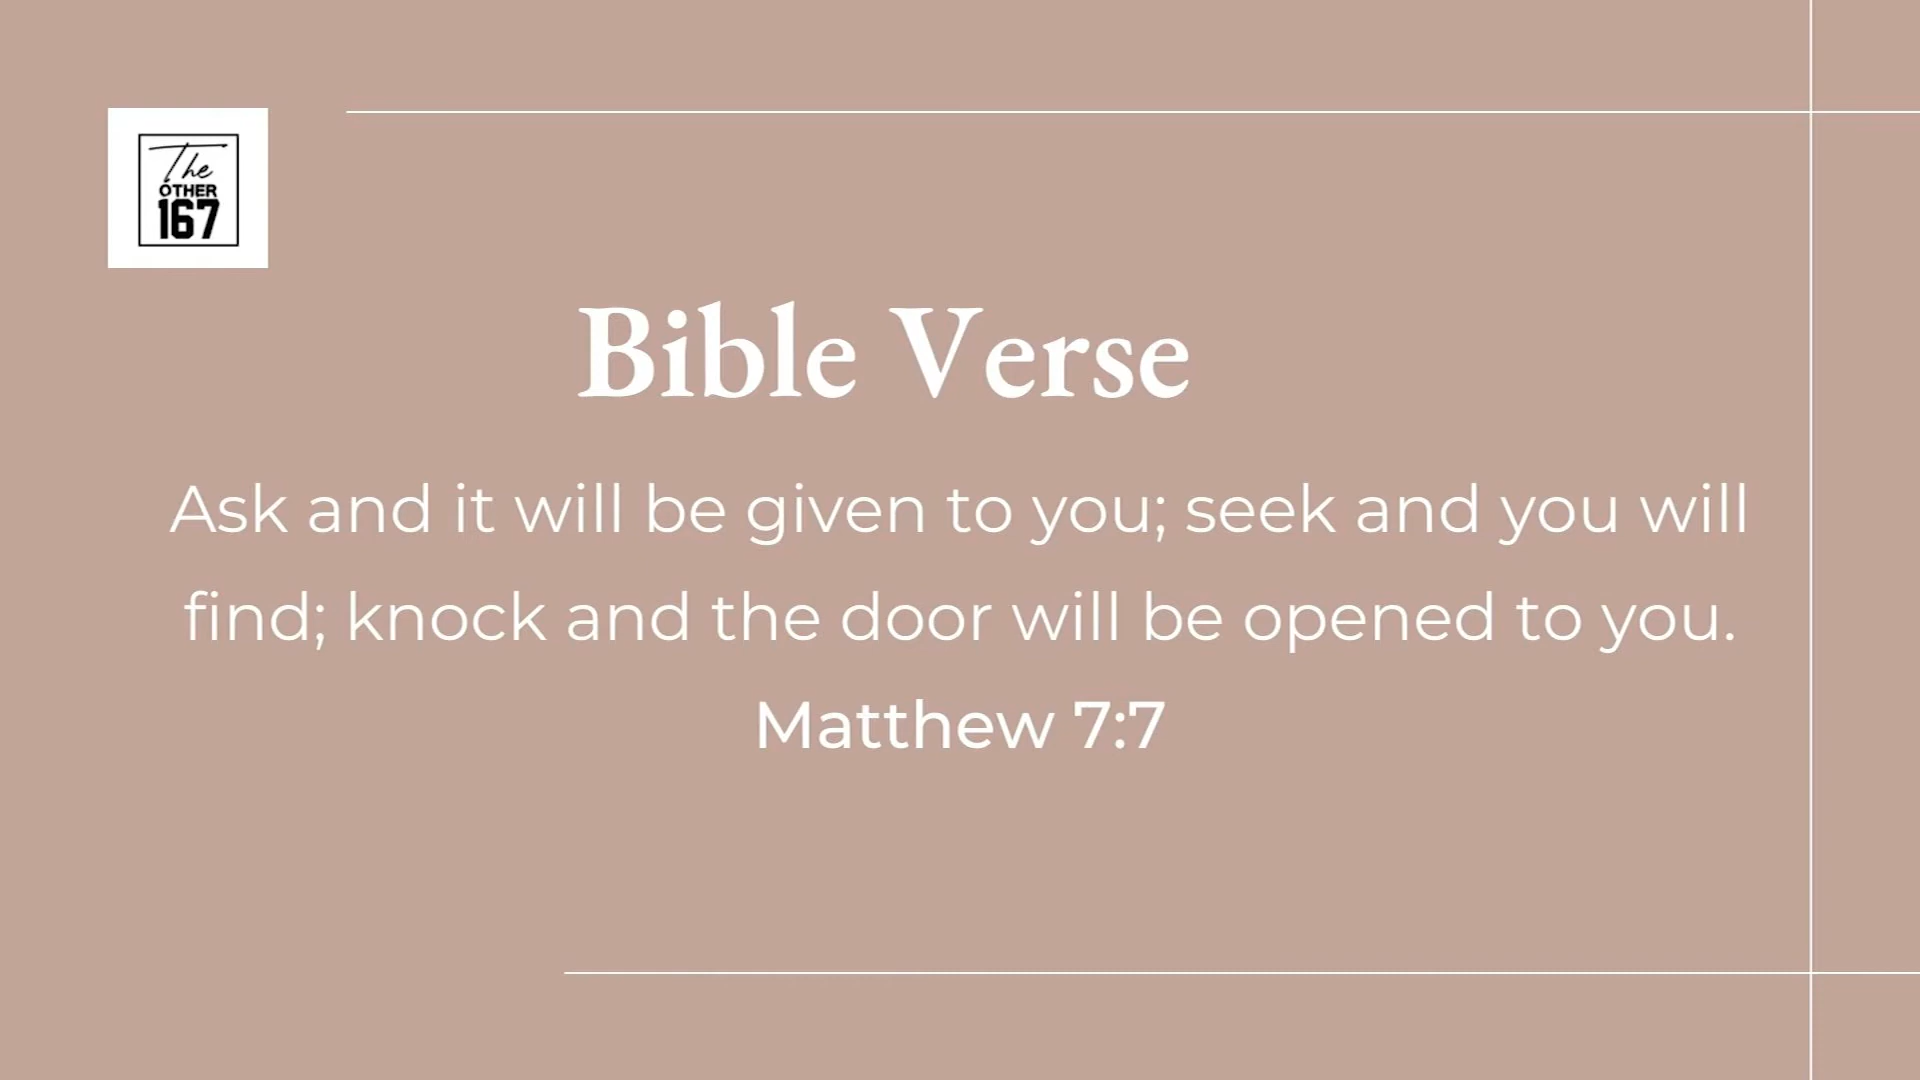 The
OTHER
167
Bible Verse
Ask and it will be given to you; seek and you will
find; knock and the door will be opened to you.
Matthew 7:7